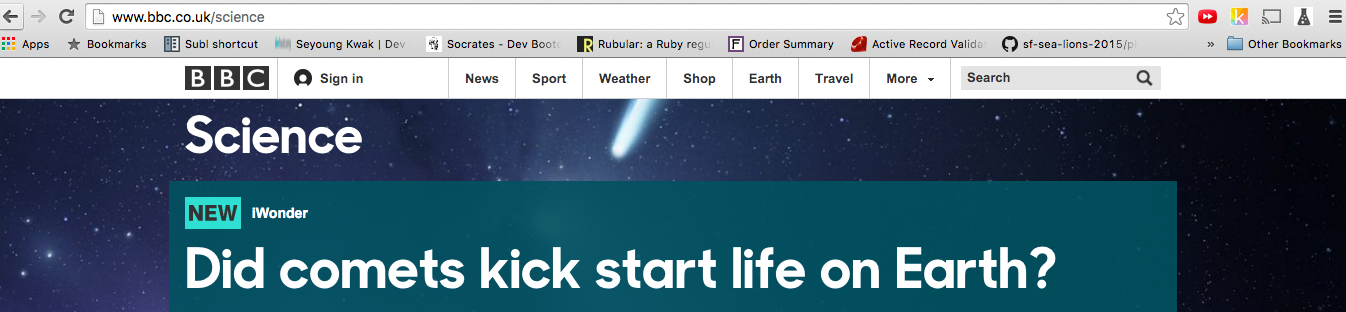 www.bbc.co.uk/science
Apps Bookmarks Subl shortcut Seyoung Kwak | Dev Socrates - Dev Bootc Rubular: a Ruby regu Order Summary Active Record Valida sf-sea-lions-2015/p » Other Bookmarks
BBC Sign in News Sport Weather Shop Earth Travel More Search
Science
NEW iWonder
Did comets kick start life on Earth?